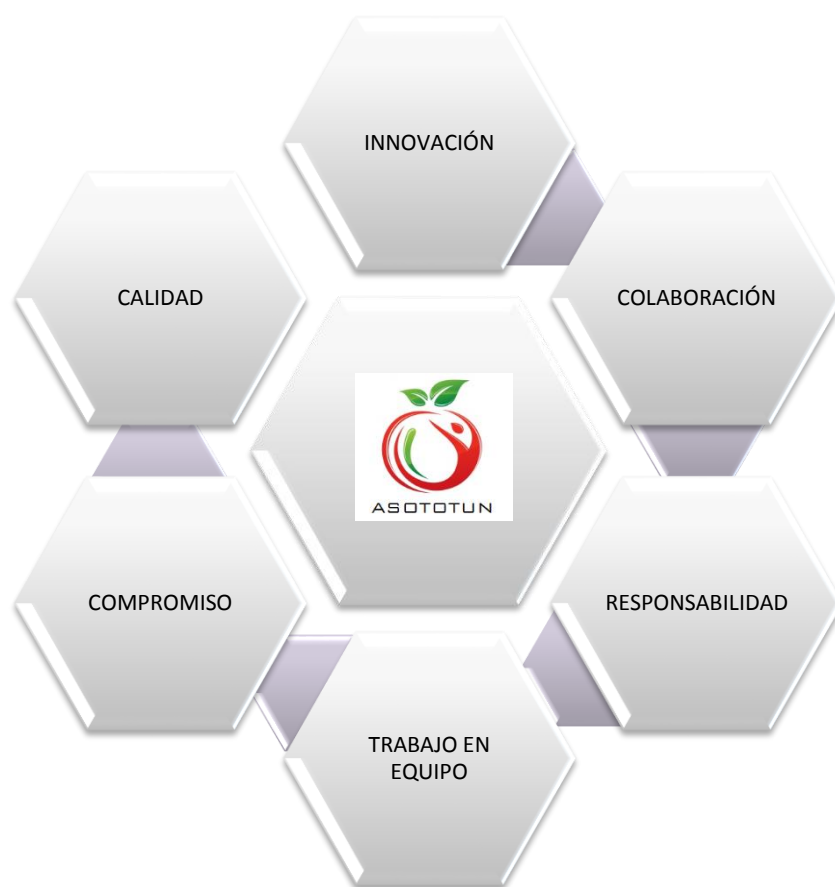 INNOVACIÓN
CALIDAD
COLABORACIÓN
ASOTOTUN
COMPROMISO
RESPONSABILIDAD
TRABAJO EN
EQUIPO